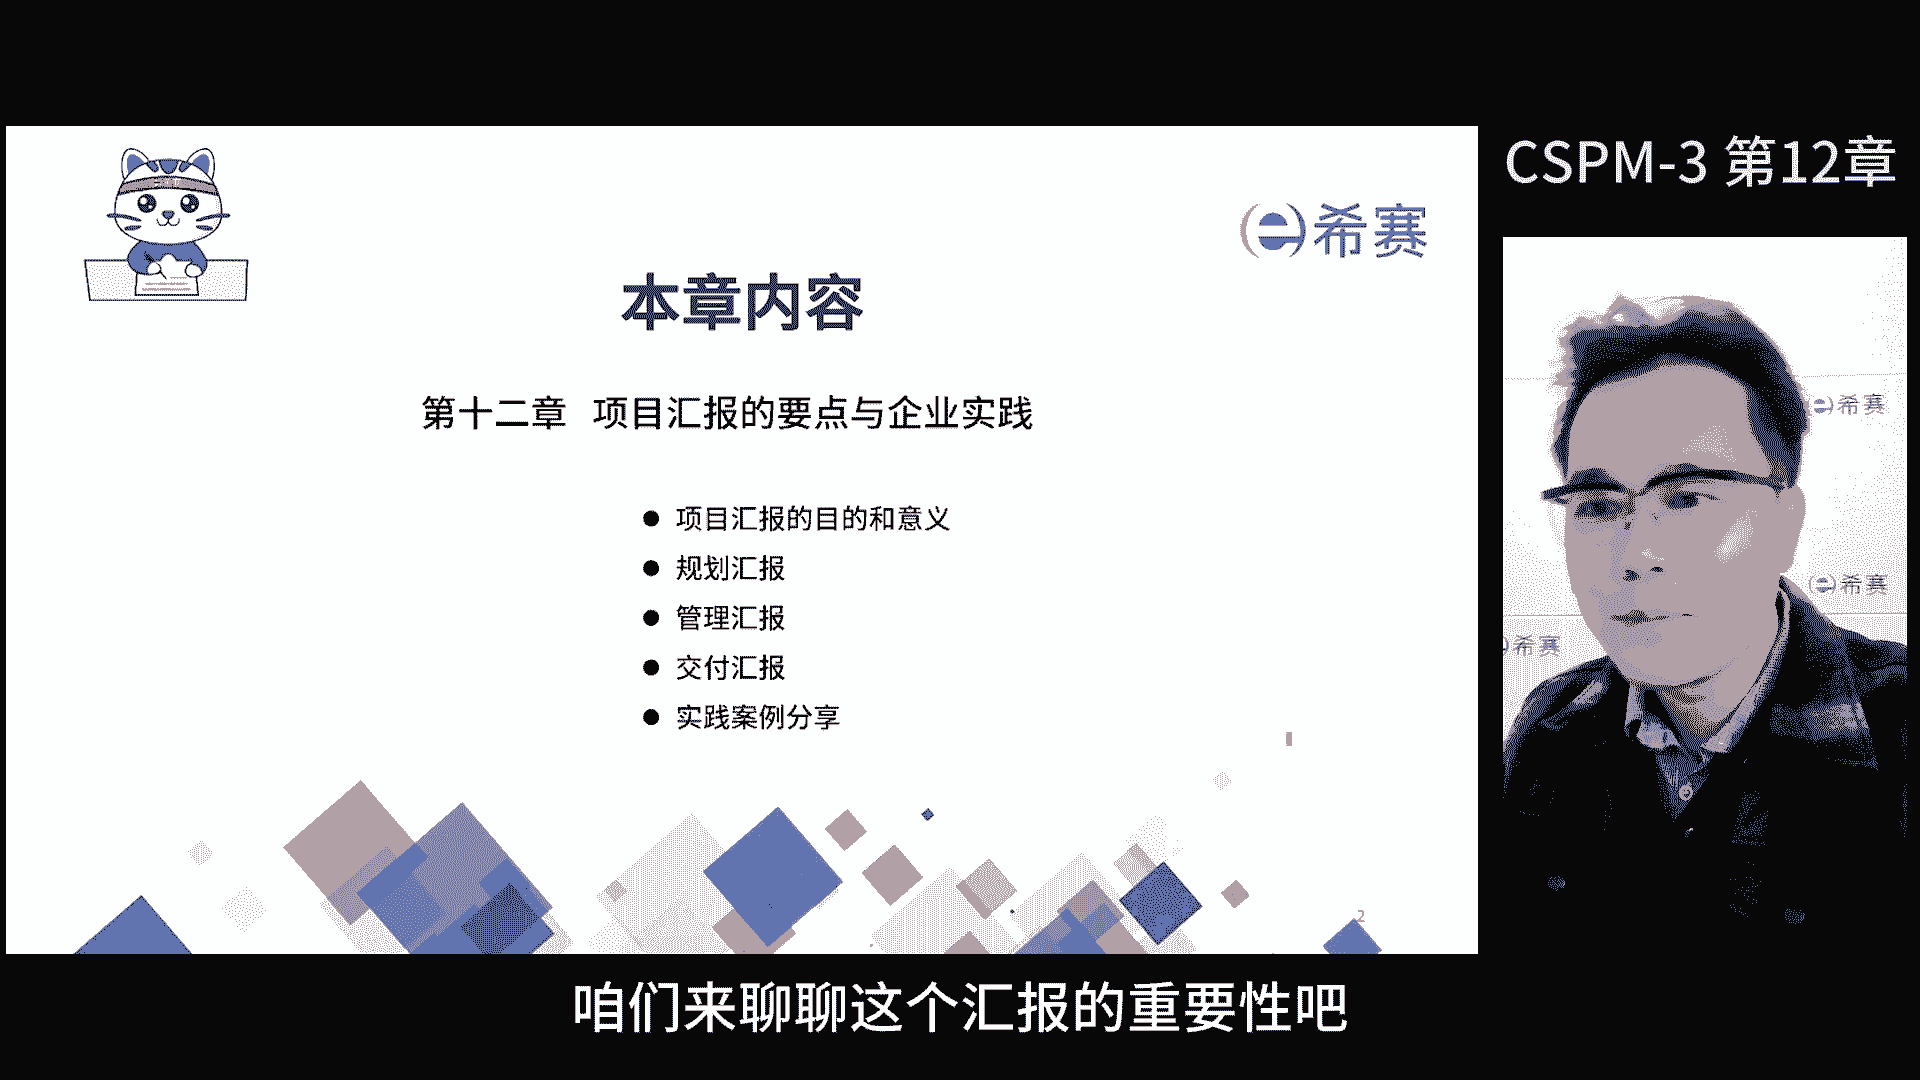 CSPM-3 第12章
希赛
本章内容
第十二章 项目汇报的要点与企业实践
项目汇报的目的和意义
规划汇报
管理汇报
交付汇报
实践案例分享
2
希赛
希赛
希赛
咱们来聊聊这个汇报的重要性吧